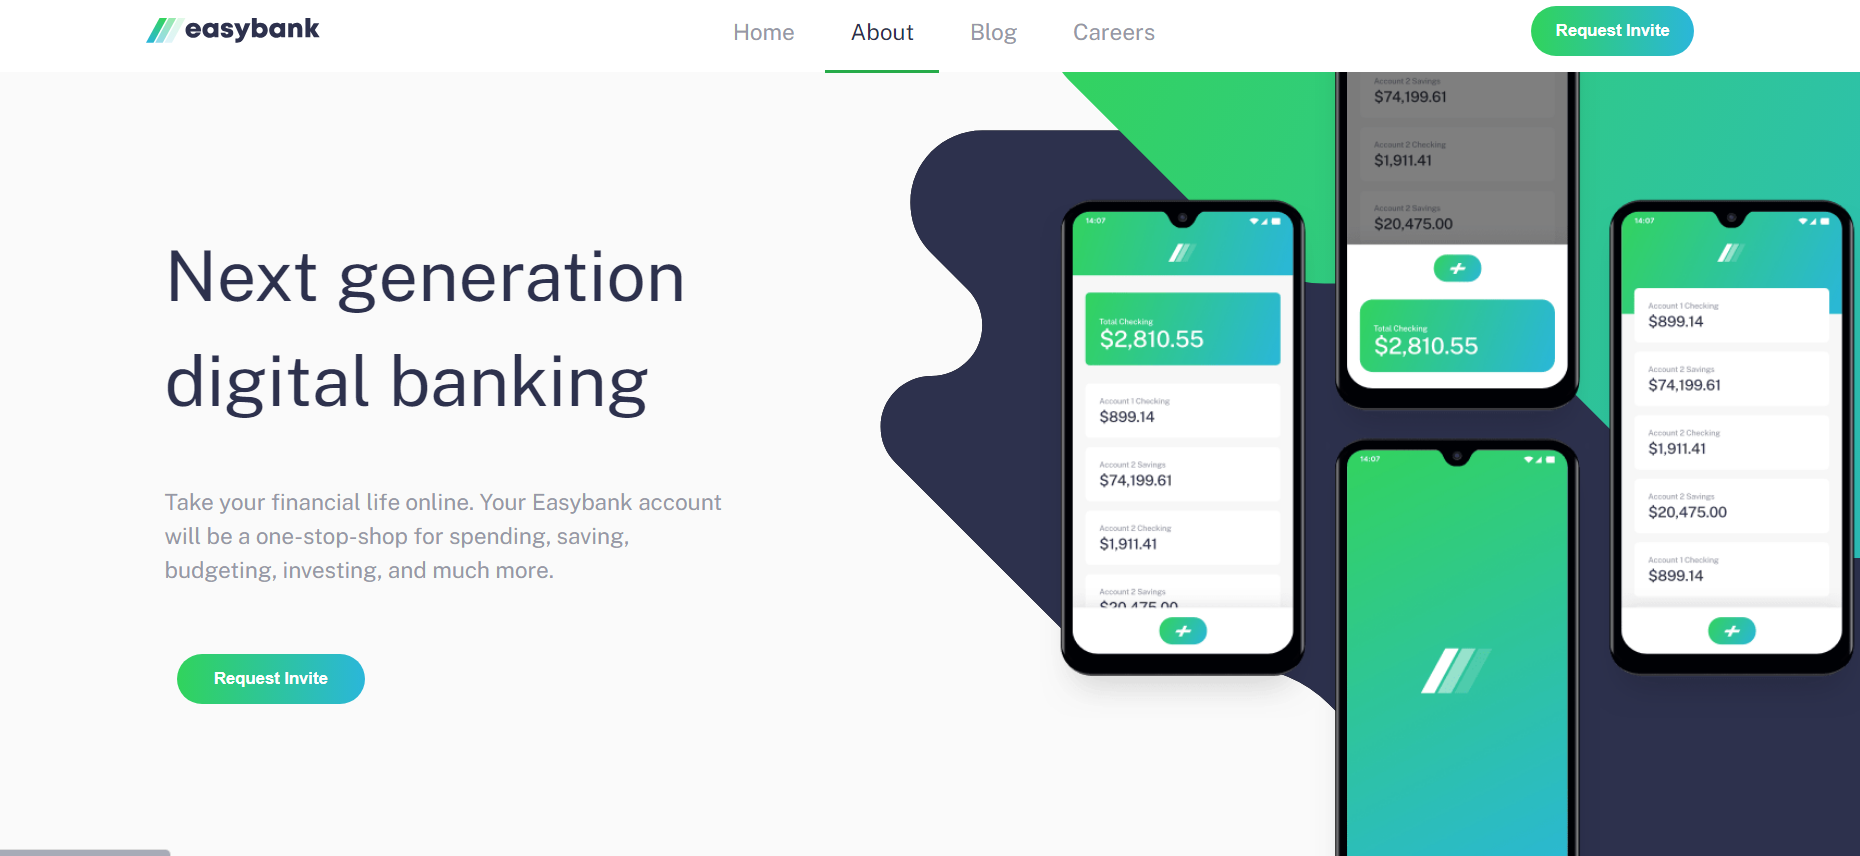 easybank
Home
About
Blog
Careers
Request Invite
Next generation
digital banking
Take your financial life online. Your Easybank account
will be a one-stop-shop for spending, saving,
budgeting, investing, and much more.
Request Invite
14:07
Total Checking
$2,810.55
Account 1 Checking
$899.14
Account 2 Savings
$74,199.61
Account 2 Checking
$1,911.41
Account 2 Savings
$20,475.00
Account 2 Savings
$74,199.61
Account 2 Checking
$1,911.41
Account 2 Savings
$20,475.00
Total Checking
$2,810.55
14:07
14:07
Account 1 Checking
$899.14
Account 2 Savings
$74,199.61
Account 2 Checking
$1,911.41
Account 2 Savings
$20,475.00
Account 1 Checking
$899.14